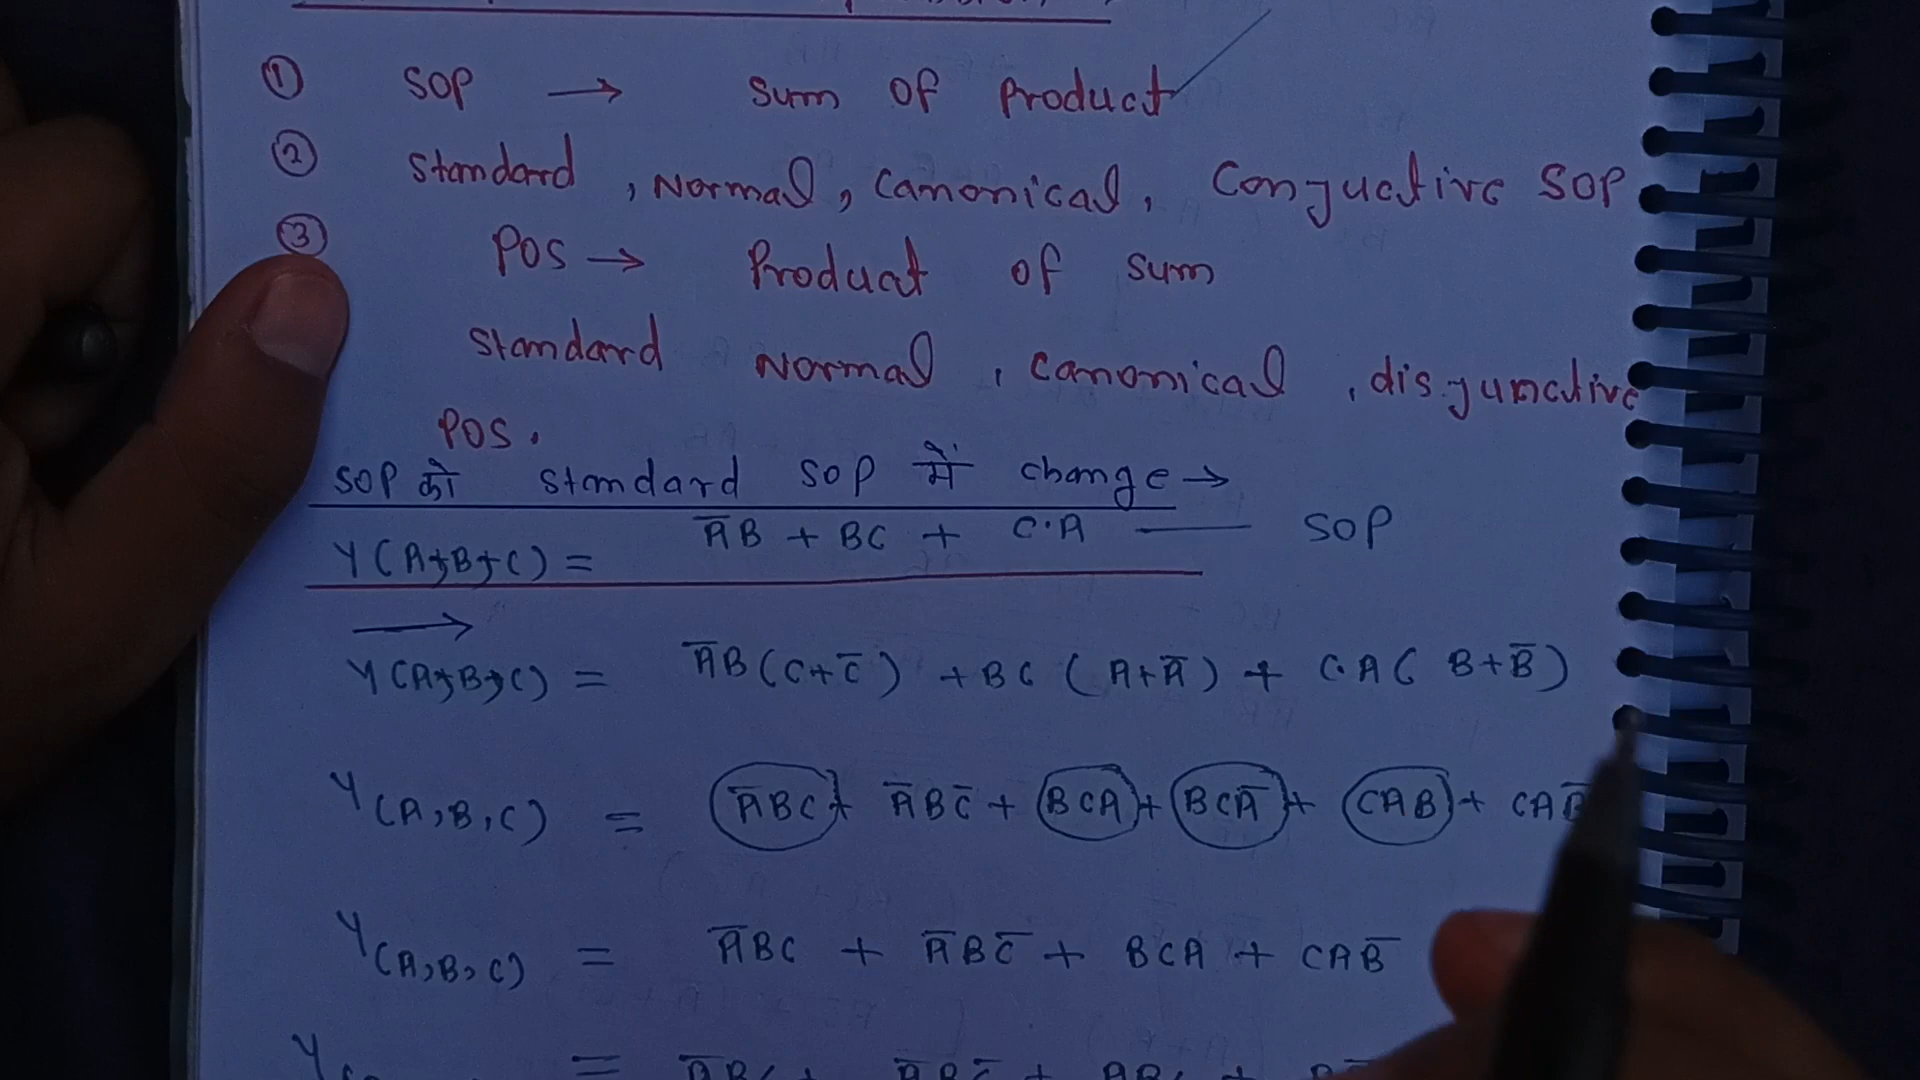 ① SOP → Sum of Product
② Standard, Normal, Canonical, Conjuctive SOP
③ POS → Product of Sum
Standard Normal, Canonical, disjunctive
POS.
SOP को Standard SOP में change →
Y(A,B,C) = A̅B + BC + C·A —— SOP
→
Y(A,B,C) = A̅B(C+C̅) + BC(A+A̅) + C·A(B+B̅)
Y(A,B,C) = A̅BC + A̅BC̅ + BCA + BCA̅ + CAB + CAB̅
Y(A,B,C) = A̅BC + A̅BC̅ + BCA + CAB̅